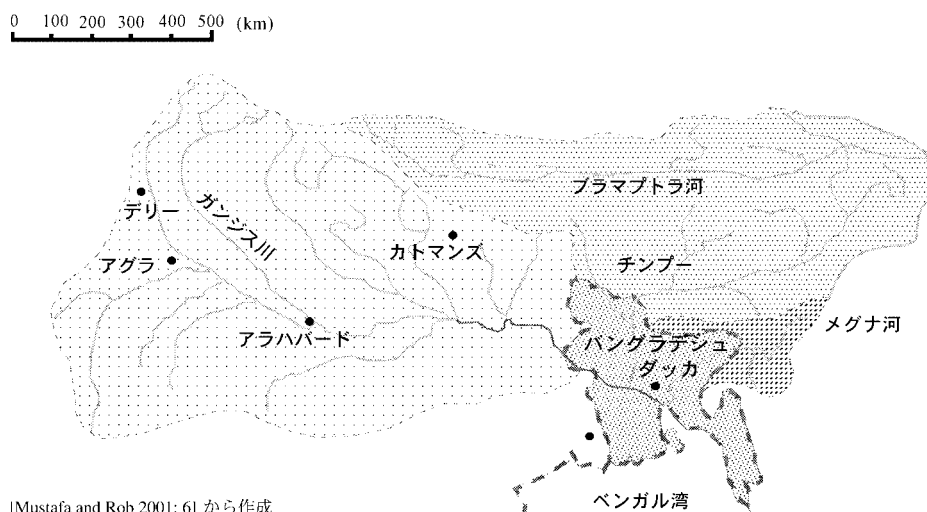 0 100 200 300 400 500 (km)
ブラマプトラ河
デリー
ガンジス川
アグラ
カトマンズ
チンプー
アラハバード
メグナ河
バングラデシュ
ダッカ
ベンガル湾
[Mustafa and Rob 2001: 6] から作成